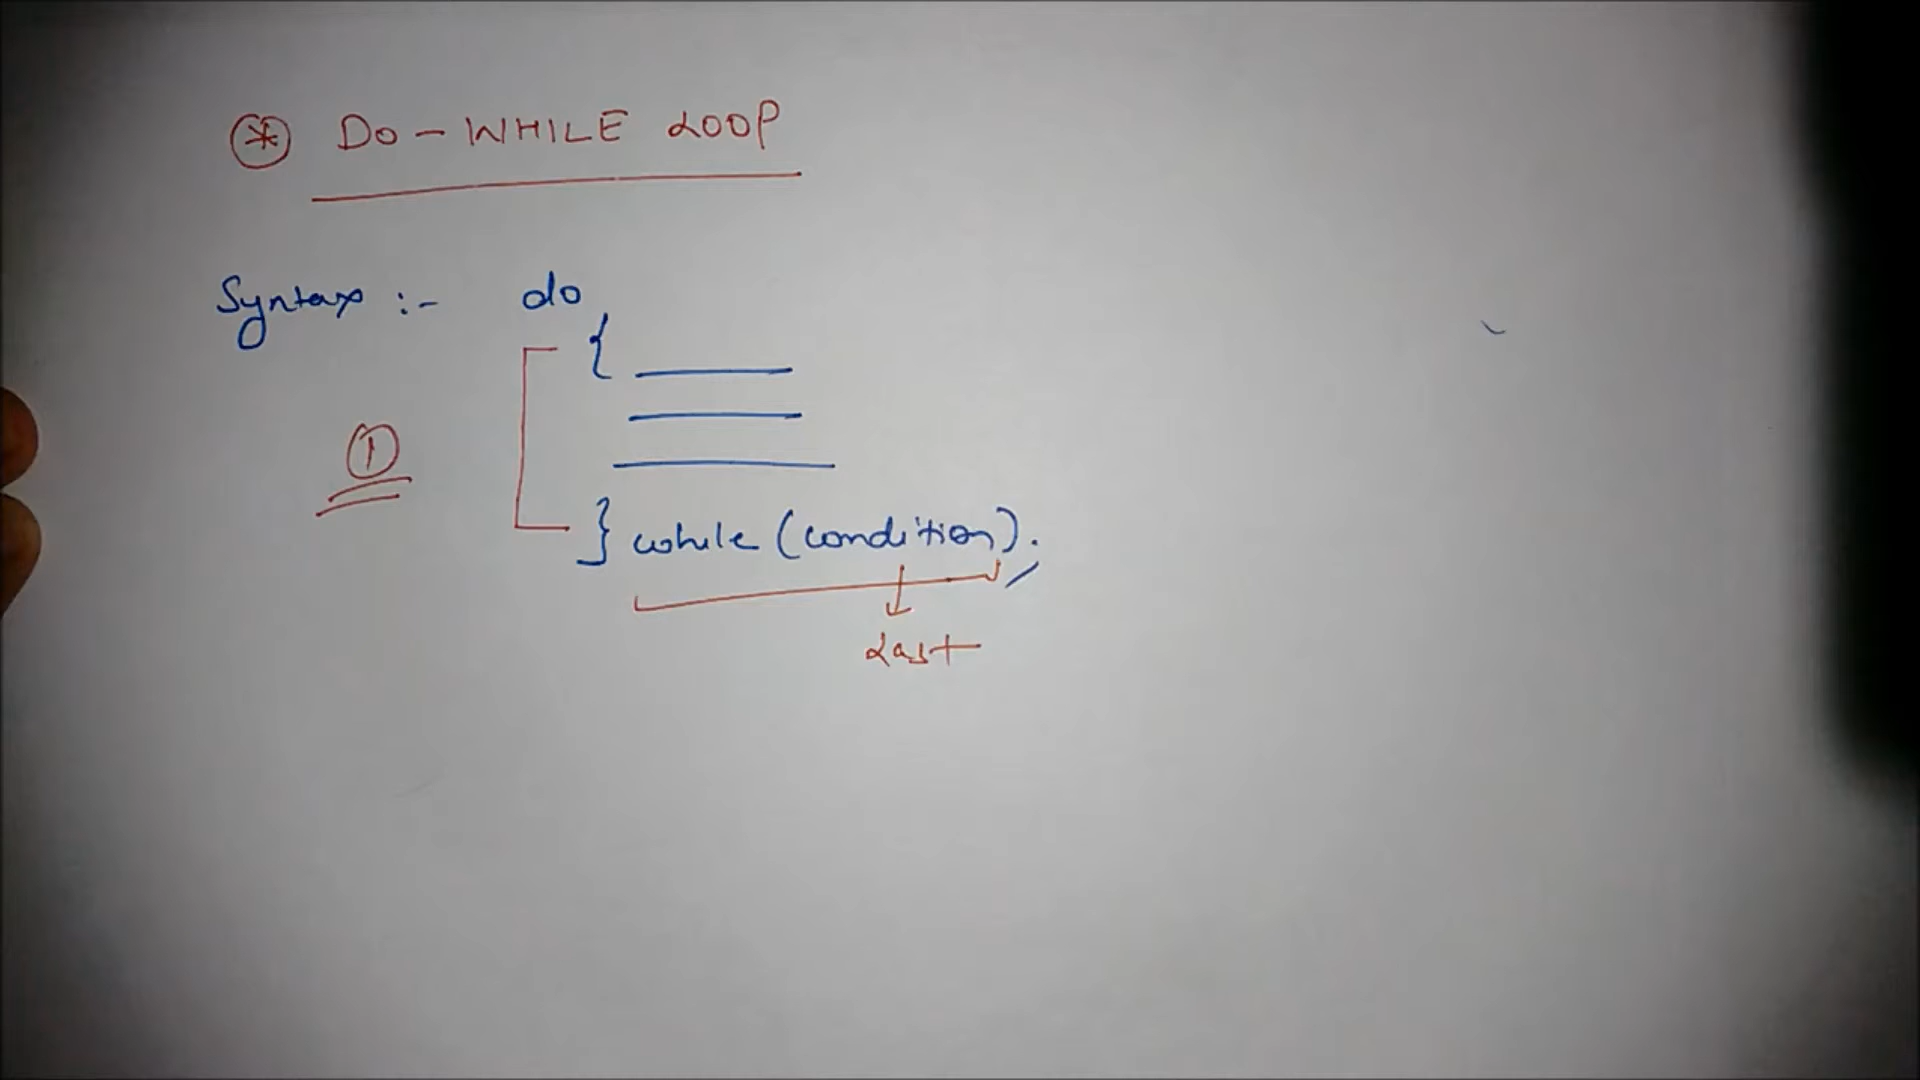 * DO-WHILE LOOP
Syntax :- do
{
①
} while (condition);
Last